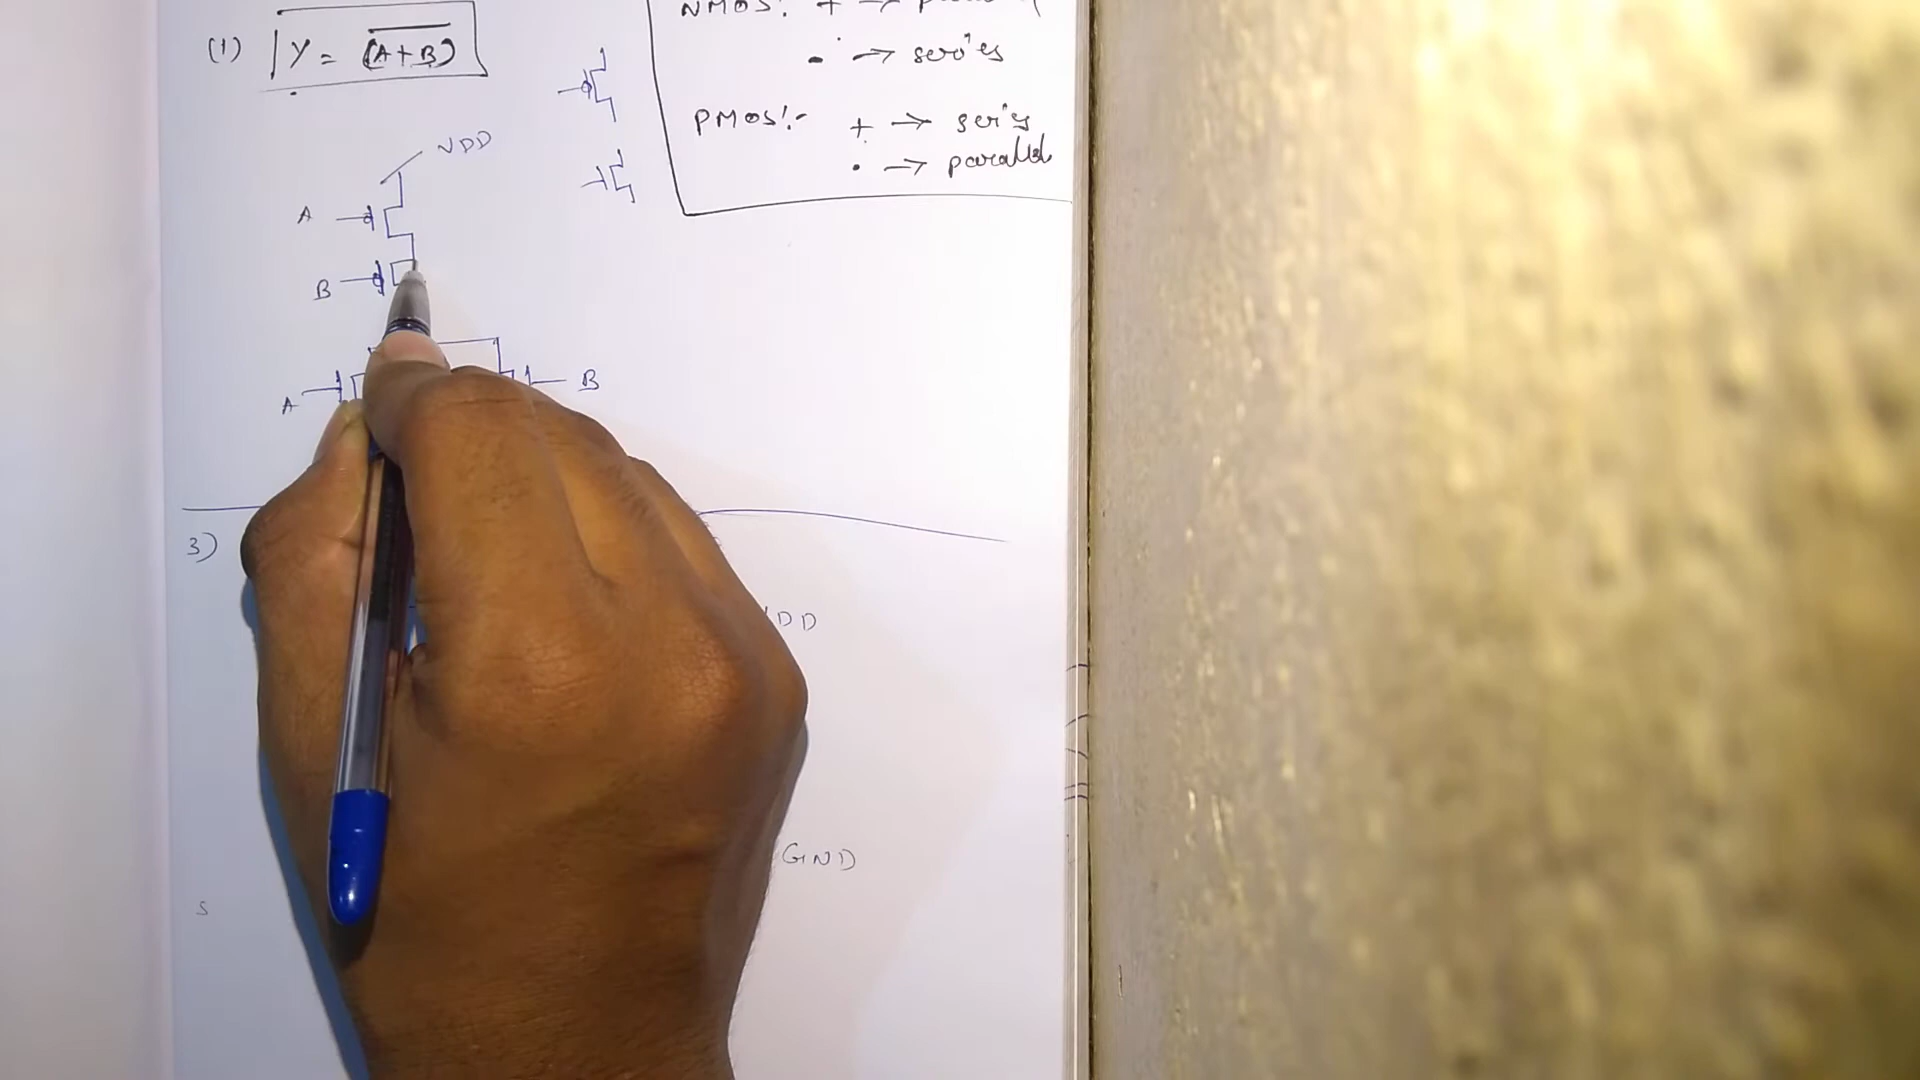 (1) Y = (A+B)
NMOS: + →
. → series
PMOS:- + → series
. → parallel
VDD
A
B
A B
3)
DD
GND
S